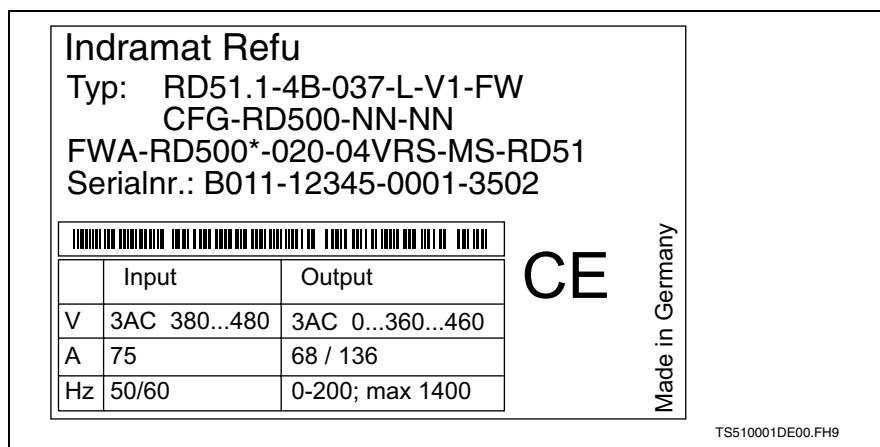 Indramat Refu
Typ: RD51.1-4B-037-L-V1-FW
CFG-RD500-NN-NN
FWA-RD500*-020-04VRS-MS-RD51
Serialnr.: B011-12345-0001-3502
CE
Made in Germany
Input Output
V 3AC 380...480 3AC 0...360...460
A 75 68 / 136
Hz 50/60 0-200; max 1400
TS510001DE00.FH9